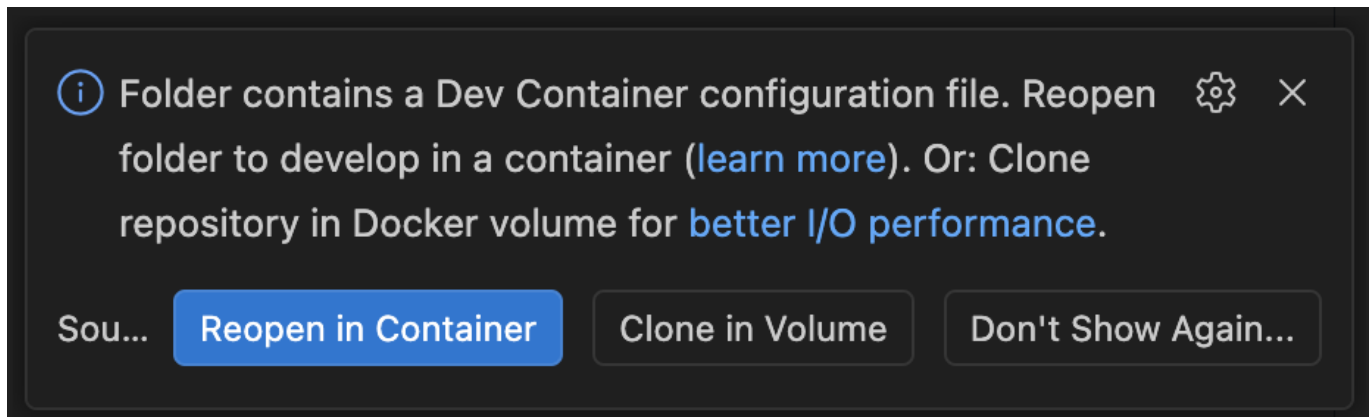 Folder contains a Dev Container configuration file. Reopen
folder to develop in a container (learn more). Or: Clone
repository in Docker volume for better I/O performance.
Sou... Reopen in Container Clone in Volume Don't Show Again...